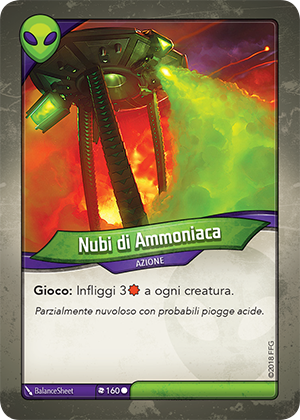 Nubi di Ammoniaca
AZIONE
Gioco: Infliggi 3 a ogni creatura.
Parzialmente nuvoloso con probabili piogge acide.
©2018 FFG
BalanceSheet
160